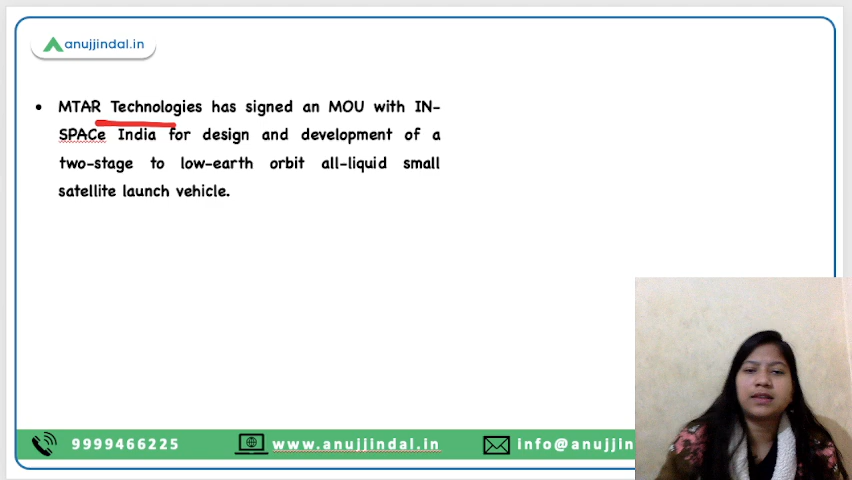 anujjindal.in
• MTAR Technologies has signed an MOU with IN-
SPACe India for design and development of a
two-stage to low-earth orbit all-liquid small
satellite launch vehicle.
9999466225 www.anujjindal.in info@anujjin